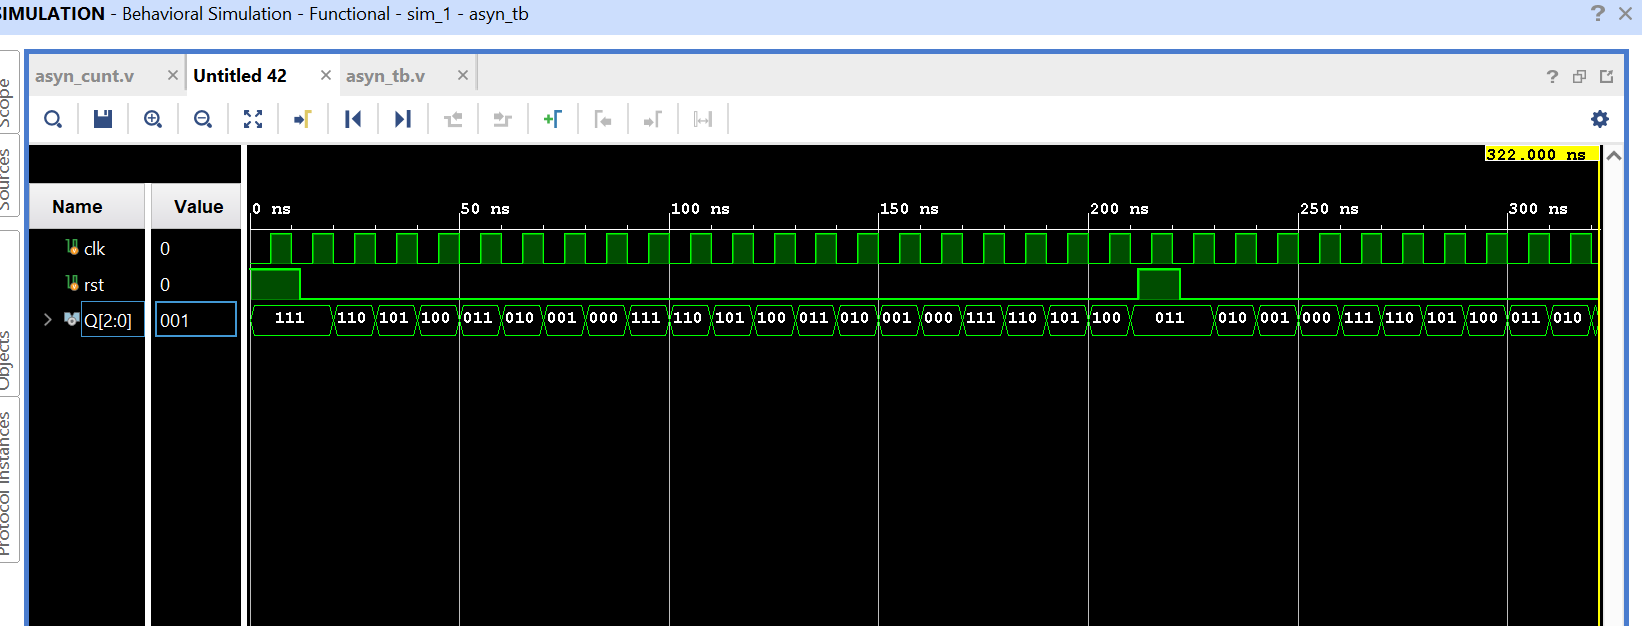 SIMULATION - Behavioral Simulation - Functional - sim_1 - asyn_tb
asyn_cunt.v
Untitled 42
asyn_tb.v
Scope
Sources
Objects
Protocol Instances
322.000 ns
Name Value
0 ns 50 ns 100 ns 150 ns 200 ns 250 ns 300 ns
clk 0
rst 0
Q[2:0] 001 111 110 101 100 011 010 001 000 111 110 101 100 011 010 001 000 111 110 101 100 011 010 001 000 111 110 101 100 011 010